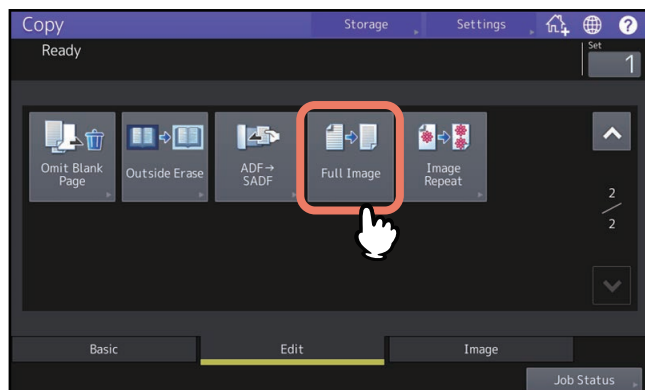 Copy
Storage
Settings
?
Ready
Set
1
Omit Blank
Page
Outside Erase
ADF→
SADF
Full Image
Image
Repeat
2
2
Basic
Edit
Image
Job Status